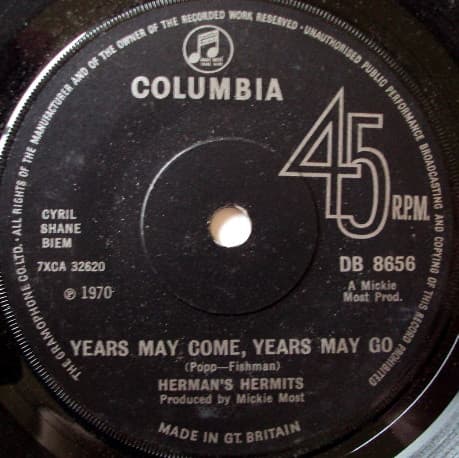 THE GRAMOPHONE CO. LTD. · ALL RIGHTS OF THE MANUFACTURER AND OF THE OWNER OF THE RECORDED WORK RESERVED · UNAUTHORISED PUBLIC PERFORMANCE BROADCASTING AND COPYING OF THIS RECORD PROHIBITED
COLUMBIA
45
R.P.M.
CYRIL
SHANE
BIEM
7XCA 32620
℗ 1970
DB 8656
A Mickie
Most Prod.
YEARS MAY COME, YEARS MAY GO
(Popp—Fishman)
HERMAN'S HERMITS
Produced by Mickie Most
MADE IN GT. BRITAIN